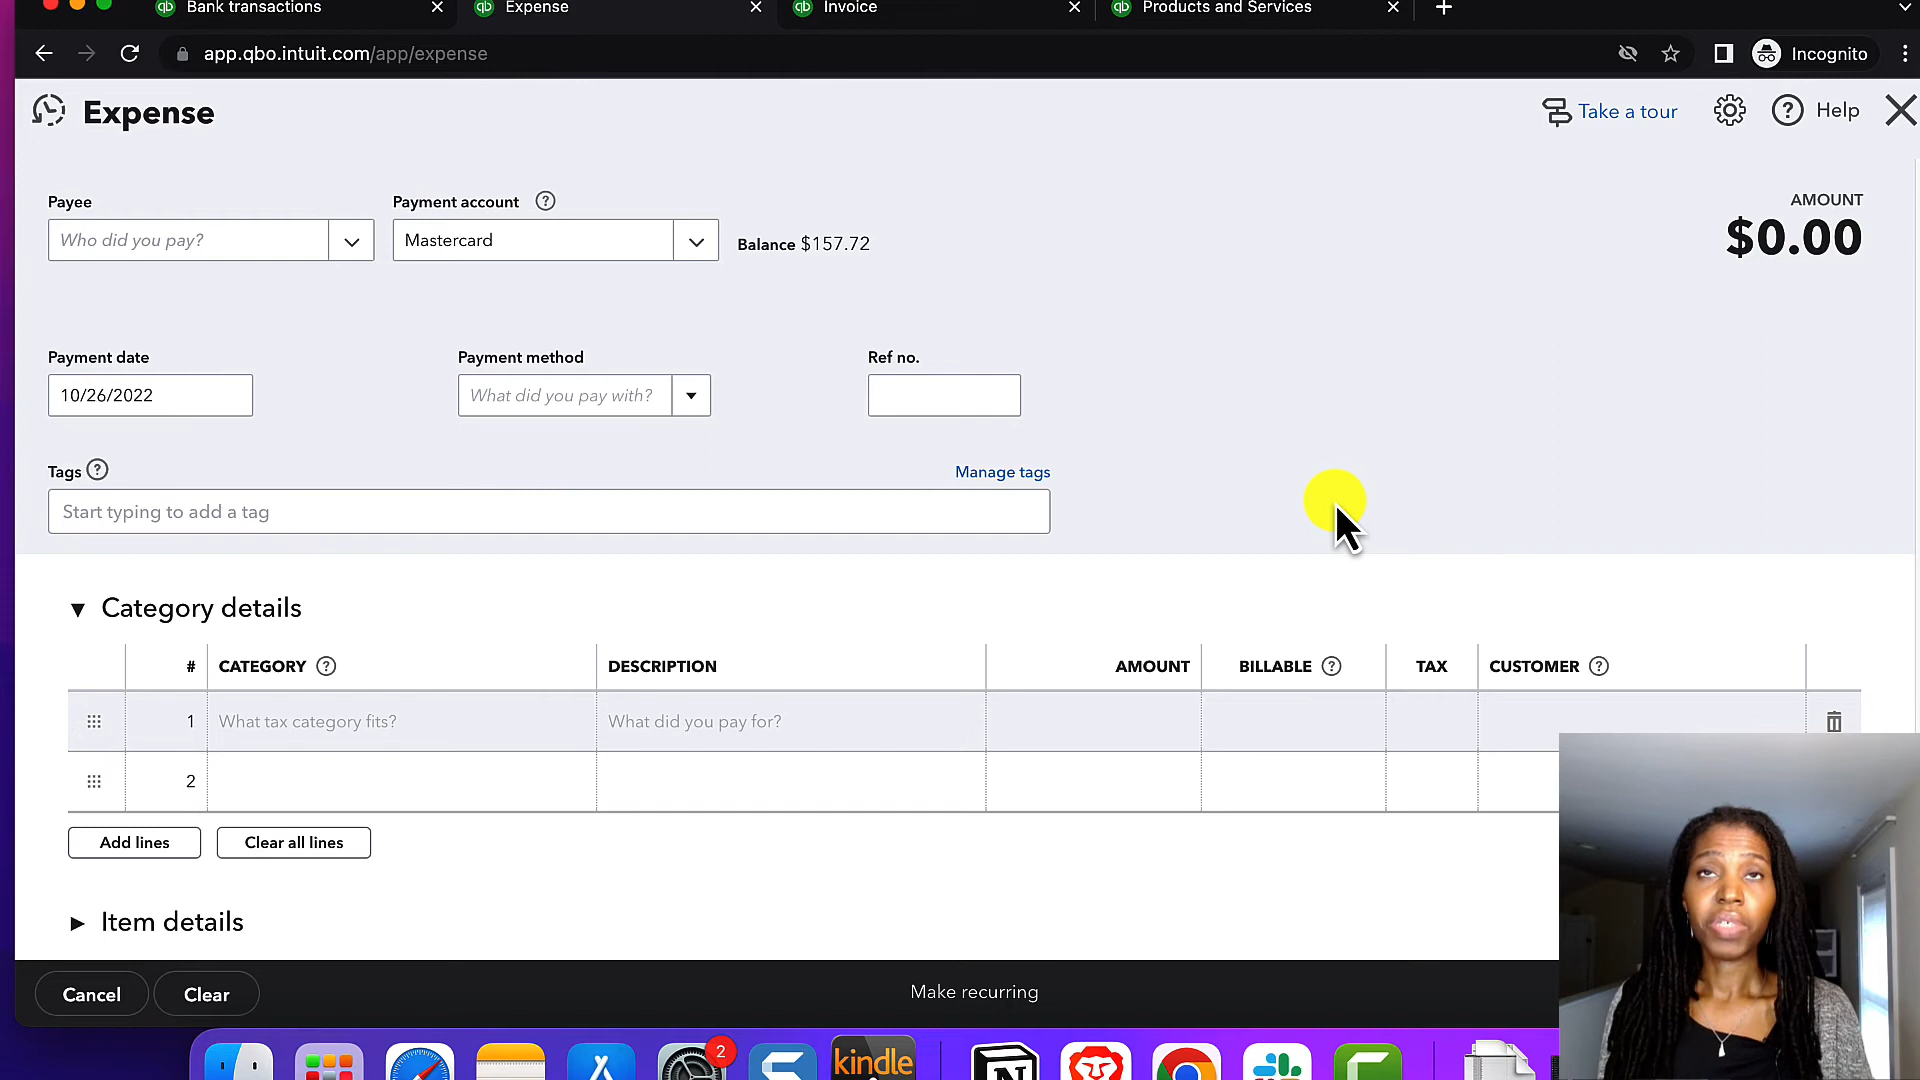 Bank transactions
Expense
Invoice
Products and Services
app.qbo.intuit.com/app/expense
Incognito
Expense
Take a tour
Help
Payee
Payment account
AMOUNT
Who did you pay?
Mastercard
Balance $157.72
$0.00
Payment date
Payment method
Ref no.
10/26/2022
What did you pay with?
Tags
Manage tags
Start typing to add a tag
Category details
# CATEGORY DESCRIPTION AMOUNT BILLABLE TAX CUSTOMER
1 What tax category fits? What did you pay for?
2
Add lines
Clear all lines
Item details
Cancel
Clear
Make recurring
2
kindle